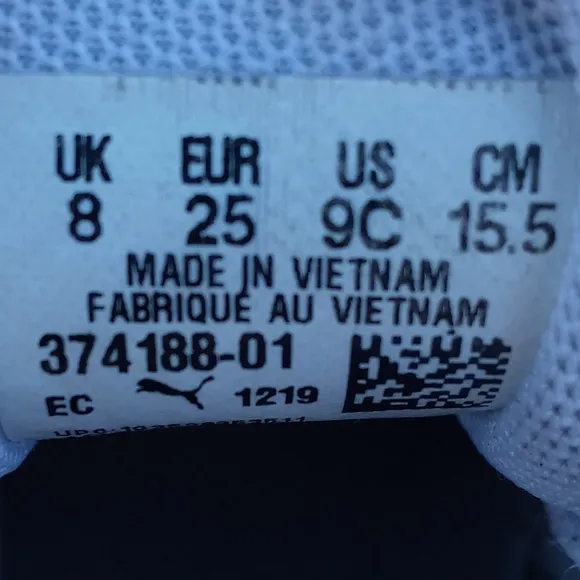 UK EUR US CM
8 25 9C 15.5
MADE IN VIETNAM
FABRIQUE AU VIETNAM
374188-01
EC 1219